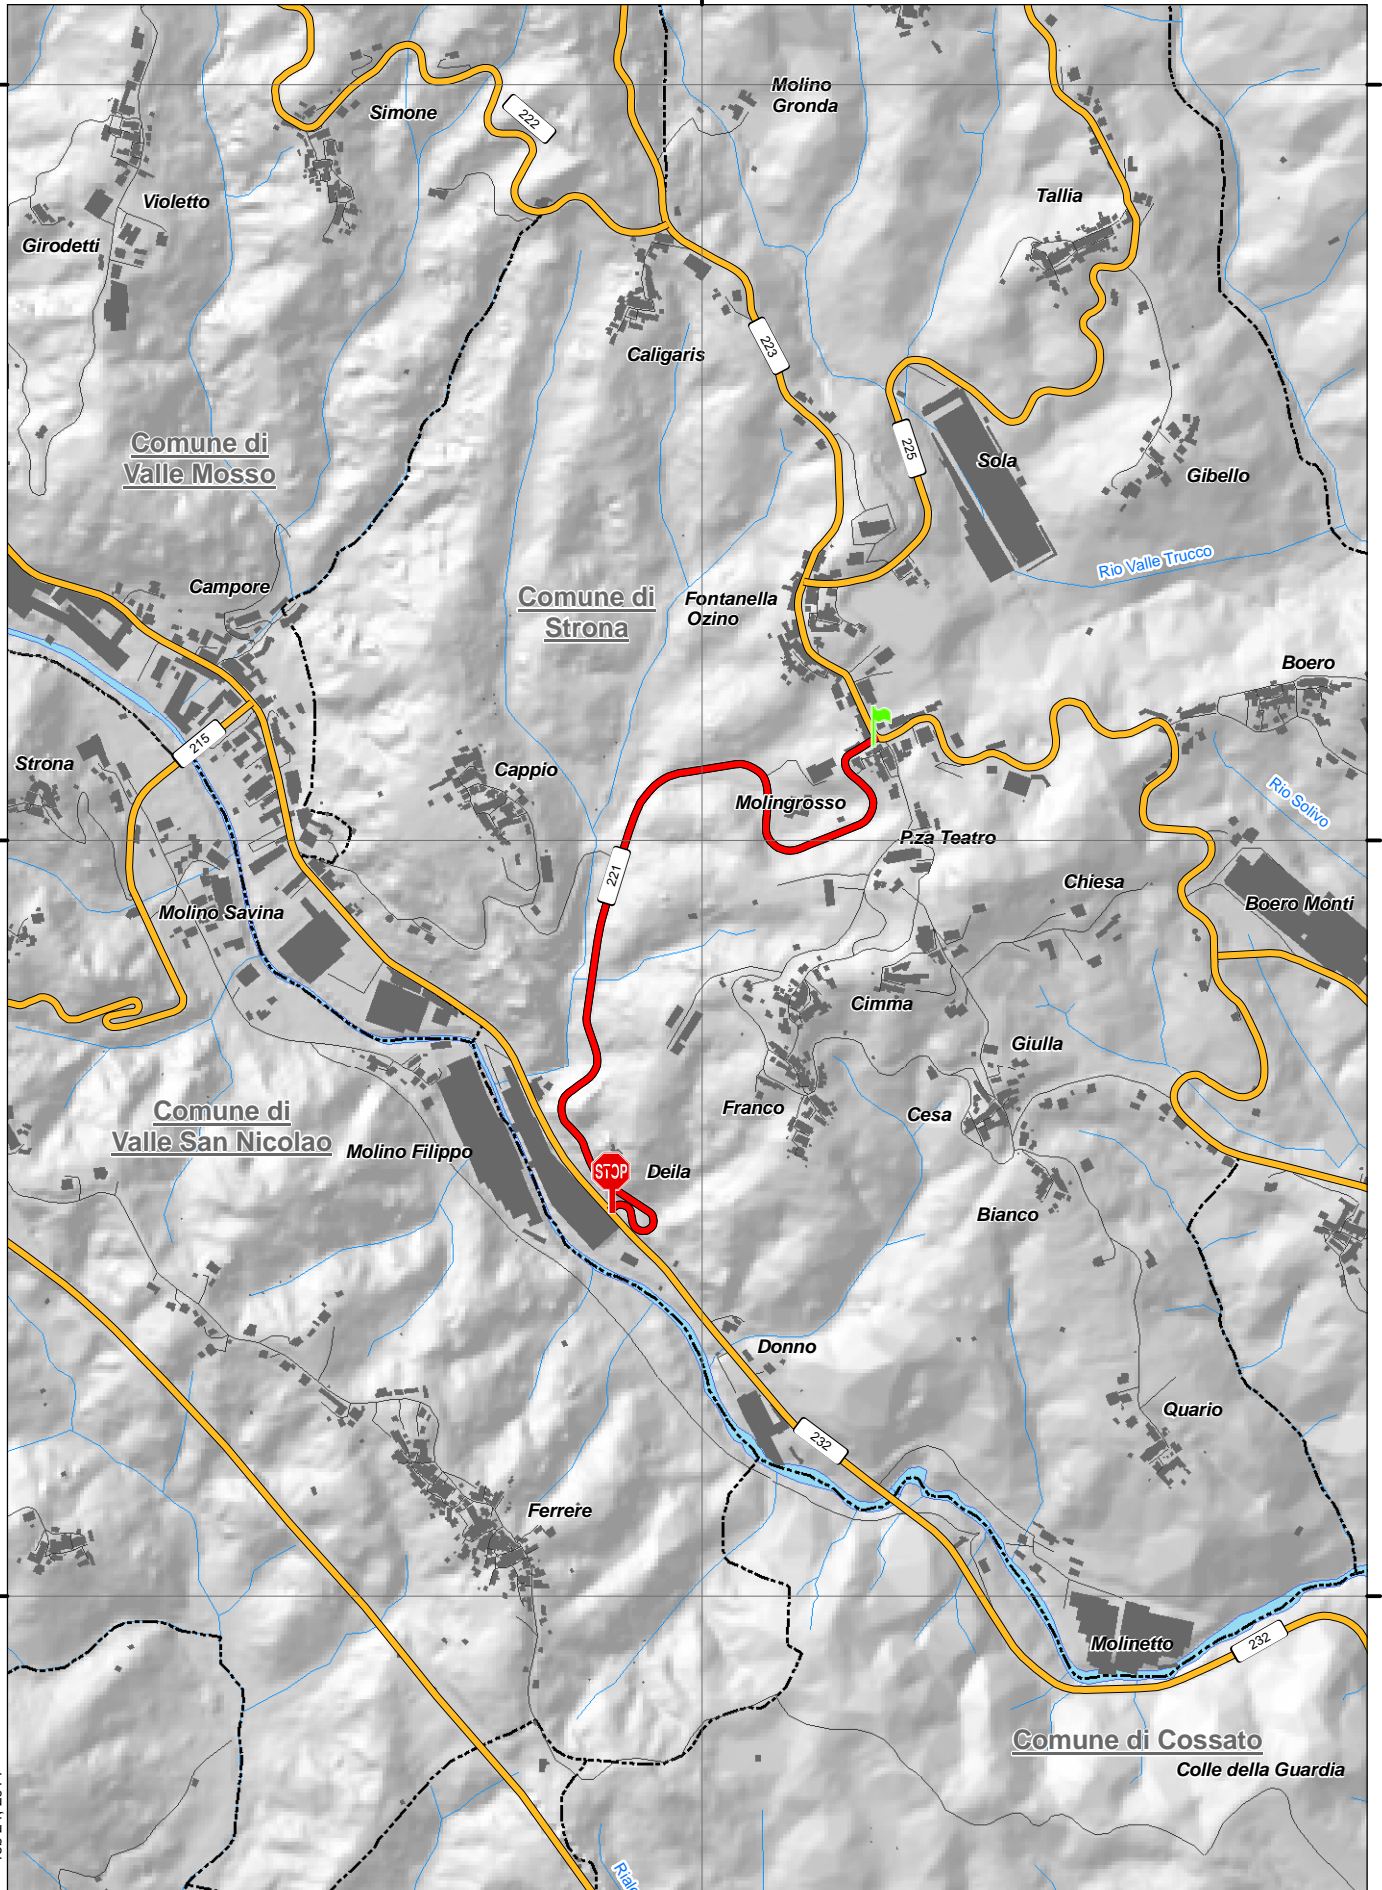 Molino
Gronda
Simone
222
Violetto
Tallia
Girodetti
223
Caligaris
Comune di
Valle Mosso
225
Sola
Gibello
Rio Valle Trucco
Campore
Comune di
Strona
Fontanella
Ozino
Boero
215
Strona
Cappio
Molingrosso
Rio Solivo
P.za Teatro
221
Chiesa
Boero Monti
Molino Savina
Cimma
Giulla
Comune di
Valle San Nicolao
Franco
Cesa
Molino Filippo
STOP
Deila
Bianco
Donno
Quario
232
Ferrere
Molinetto
232
Comune di Cossato
Colle della Guardia